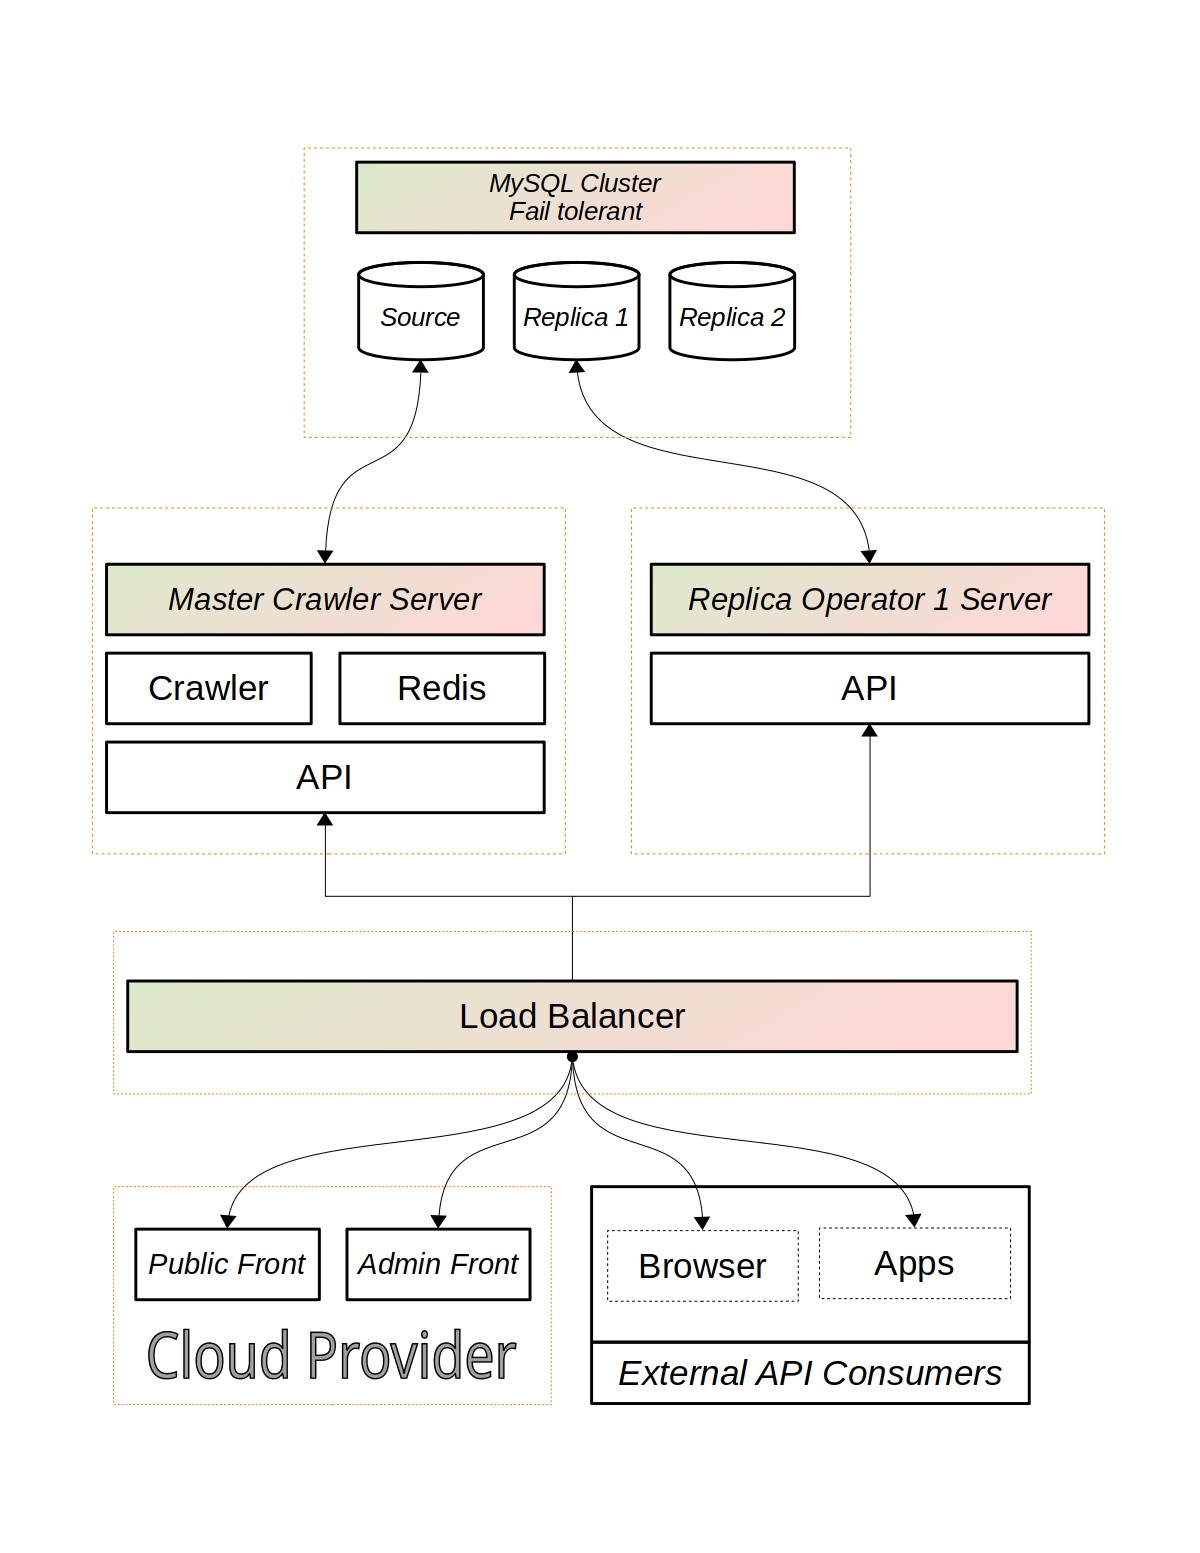 MySQL Cluster
Fail tolerant
Source
Replica 1
Replica 2
Master Crawler Server
Replica Operator 1 Server
Crawler
Redis
API
API
Load Balancer
Public Front
Admin Front
Browser
Apps
Cloud Provider
External API Consumers